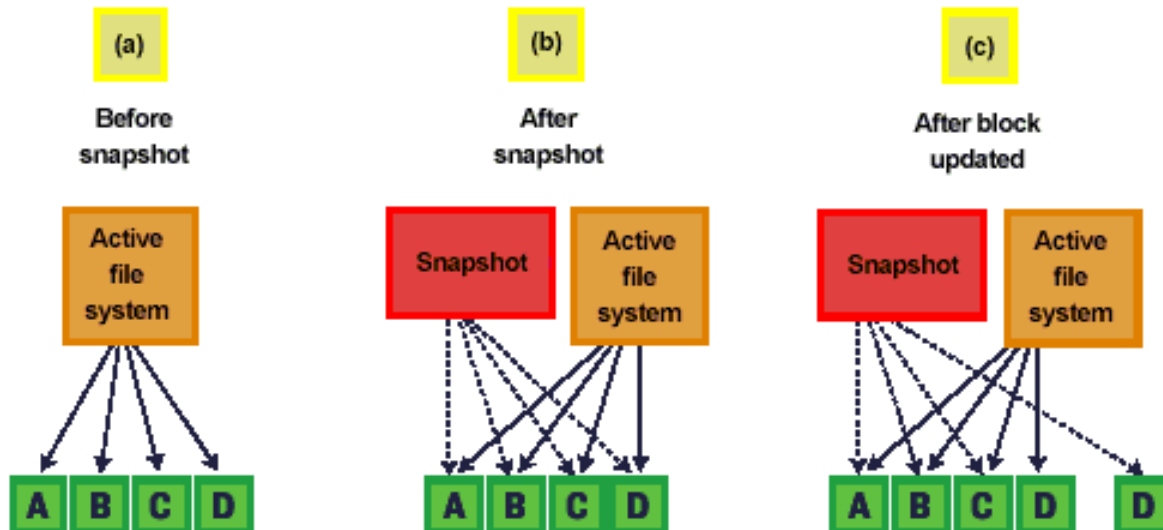 (a)
Before
snapshot
Active
file
system
A B C D
(b)
After
snapshot
Snapshot
Active
file
system
A B C D
(c)
After block
updated
Snapshot
Active
file
system
A B C D D